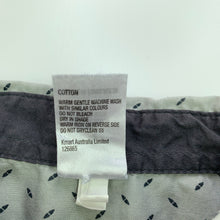 COTTON
WARM GENTLE MACHINE WASH
WITH SIMILAR COLOURS
DO NOT BLEACH
DRY IN SHADE
WARM IRON ON REVERSE SIDE
DO NOT DRYCLEAN
Kmart Australia Limited